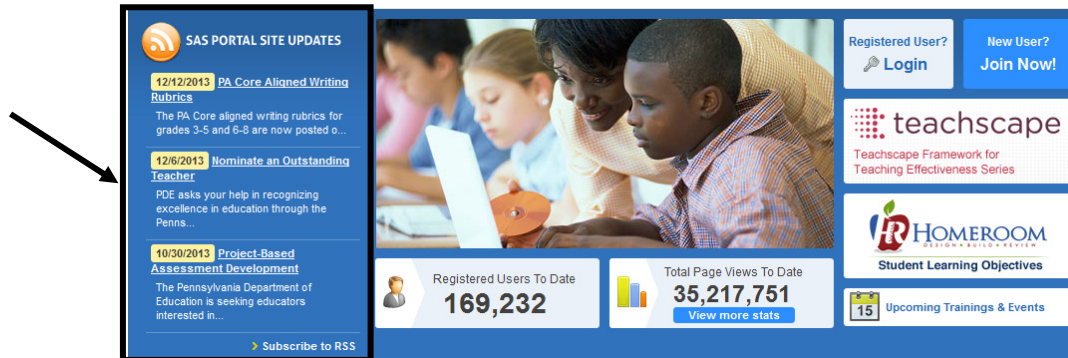 SAS PORTAL SITE UPDATES
12/12/2013 PA Core Aligned Writing
Rubrics
The PA Core aligned writing rubrics for
grades 3-5 and 6-8 are now posted o...
12/6/2013 Nominate an Outstanding
Teacher
PDE asks your help in recognizing
excellence in education through the
Penns...
10/30/2013 Project-Based
Assessment Development
The Pennsylvania Department of
Education is seeking educators
interested in...
Subscribe to RSS
Registered Users To Date
169,232
Total Page Views To Date
35,217,751
View more stats
Registered User?
Login
New User?
Join Now!
teachscape
Teachscape Framework for
Teaching Effectiveness Series
HR HOMEROOM
DESIGN • BUILD • REVIEW
Student Learning Objectives
15 Upcoming Trainings & Events